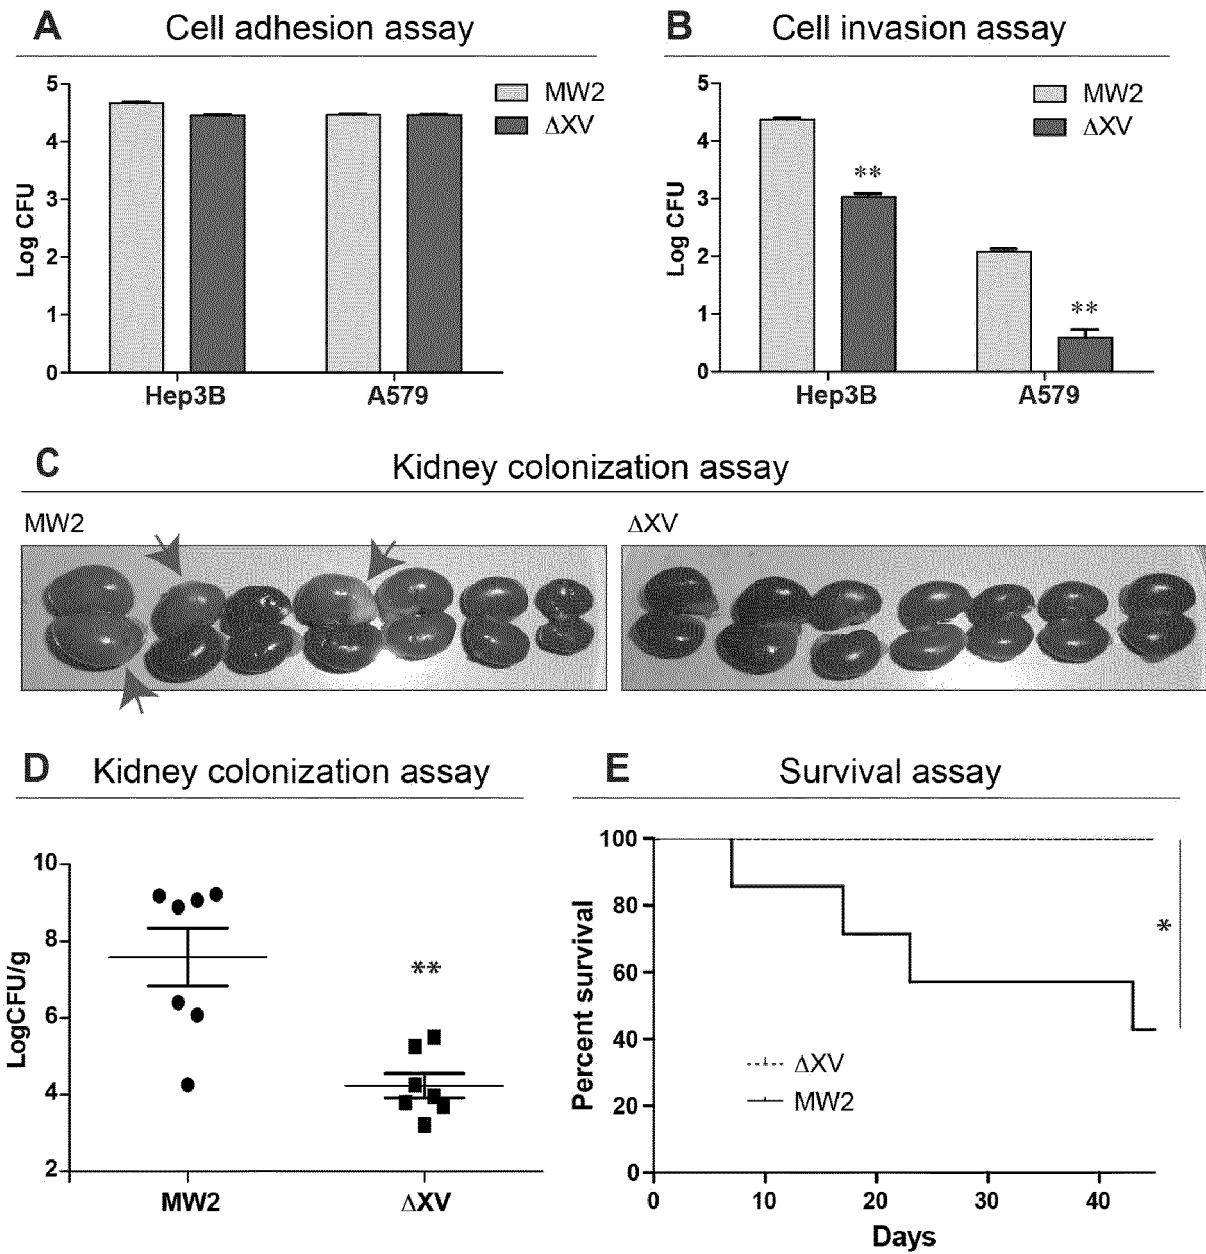 A Cell adhesion assay
5
4
3
2
1
0
Log CFU
MW2
ΔXV
Hep3B A579
B Cell invasion assay
5
4
3
2
1
0
Log CFU
MW2
ΔXV
**
**
Hep3B A579
C Kidney colonization assay
MW2
ΔXV
D Kidney colonization assay
10
8
6
4
2
LogCFU/g
**
MW2 ΔXV
E Survival assay
100
80
60
40
20
0
Percent survival
*
ΔXV
MW2
0 10 20 30 40
Days